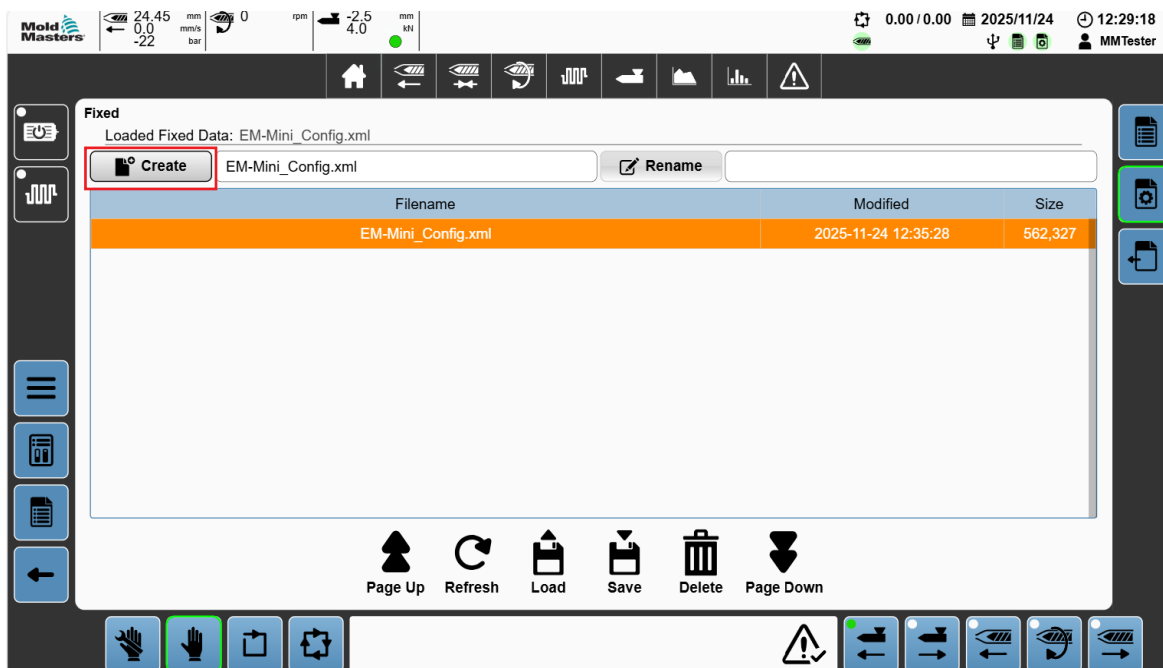 Mold
Masters
24.45 mm
0.0 mm/s
-22 bar
0 rpm
-2.5 mm
4.0 kN
0.00 / 0.00
2025/11/24
12:29:18
MMTester
Fixed
Loaded Fixed Data: EM-Mini_Config.xml
Create
EM-Mini_Config.xml
Rename
Filename Modified Size
EM-Mini_Config.xml 2025-11-24 12:35:28 562,327
Page Up Refresh Load Save Delete Page Down